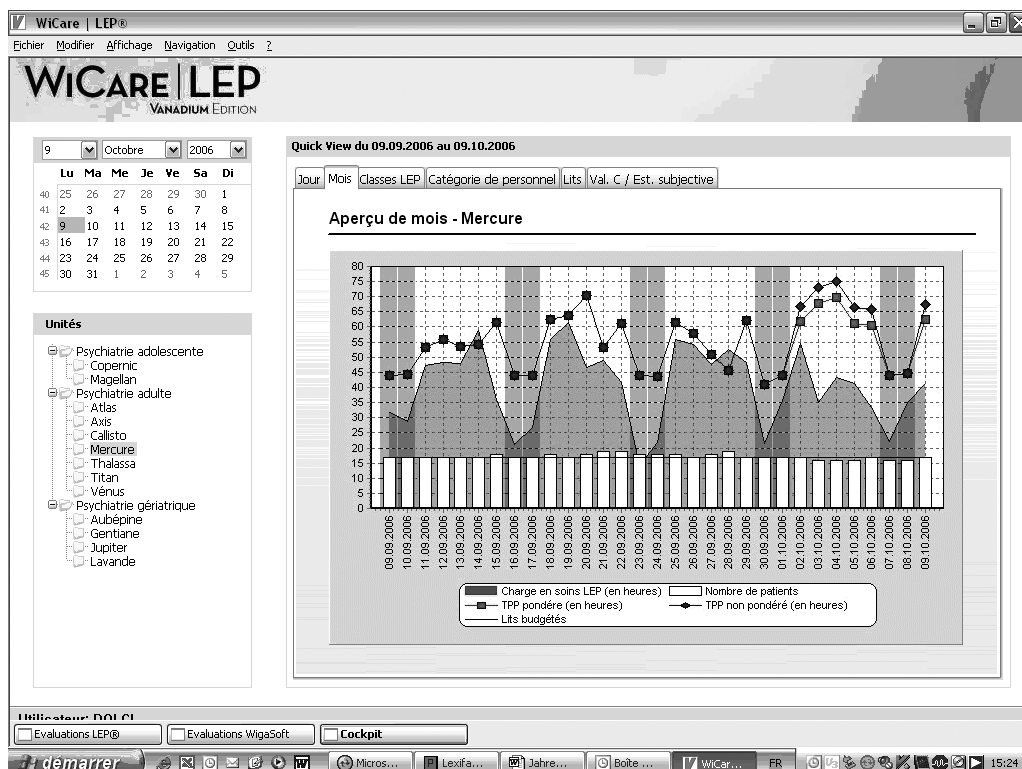 WiCare | LEP®
Fichier Modifier Affichage Navigation Outils ?
WICARE | LEP
VANADIUM EDITION
9 Octobre 2006
Lu Ma Me Je Ve Sa Di
40 25 26 27 28 29 30 1
41 2 3 4 5 6 7 8
42 9 10 11 12 13 14 15
43 16 17 18 19 20 21 22
44 23 24 25 26 27 28 29
45 30 31 1 2 3 4 5
Unités
Psychiatrie adolescente
Copernic
Magellan
Psychiatrie adulte
Atlas
Axis
Callisto
Mercure
Thalassa
Titan
Vénus
Psychiatrie gériatrique
Aubépine
Gentiane
Jupiter
Lavande
Quick View du 09.09.2006 au 09.10.2006
Jour Mois Classes LEP Catégorie de personnel Lits Val. C / Est. subjective
Aperçu de mois - Mercure
80
75
70
65
60
55
50
45
40
35
30
25
20
15
10
5
0
09.09.2006
10.09.2006
11.09.2006
12.09.2006
13.09.2006
14.09.2006
15.09.2006
16.09.2006
17.09.2006
18.09.2006
19.09.2006
20.09.2006
21.09.2006
22.09.2006
23.09.2006
24.09.2006
25.09.2006
26.09.2006
27.09.2006
28.09.2006
29.09.2006
30.09.2006
01.10.2006
02.10.2006
03.10.2006
04.10.2006
05.10.2006
06.10.2006
07.10.2006
08.10.2006
09.10.2006
Charge en soins LEP (en heures) Nombre de patients
TPP pondére (en heures) TPP non pondéré (en heures)
Lits budgétés
Utilisateur: DOLCI
Evaluations LEP® Evaluations WigaSoft Cockpit
démarrer Micros... Lexifa... Jahre... Boîte ... WiCar... FR 15:24